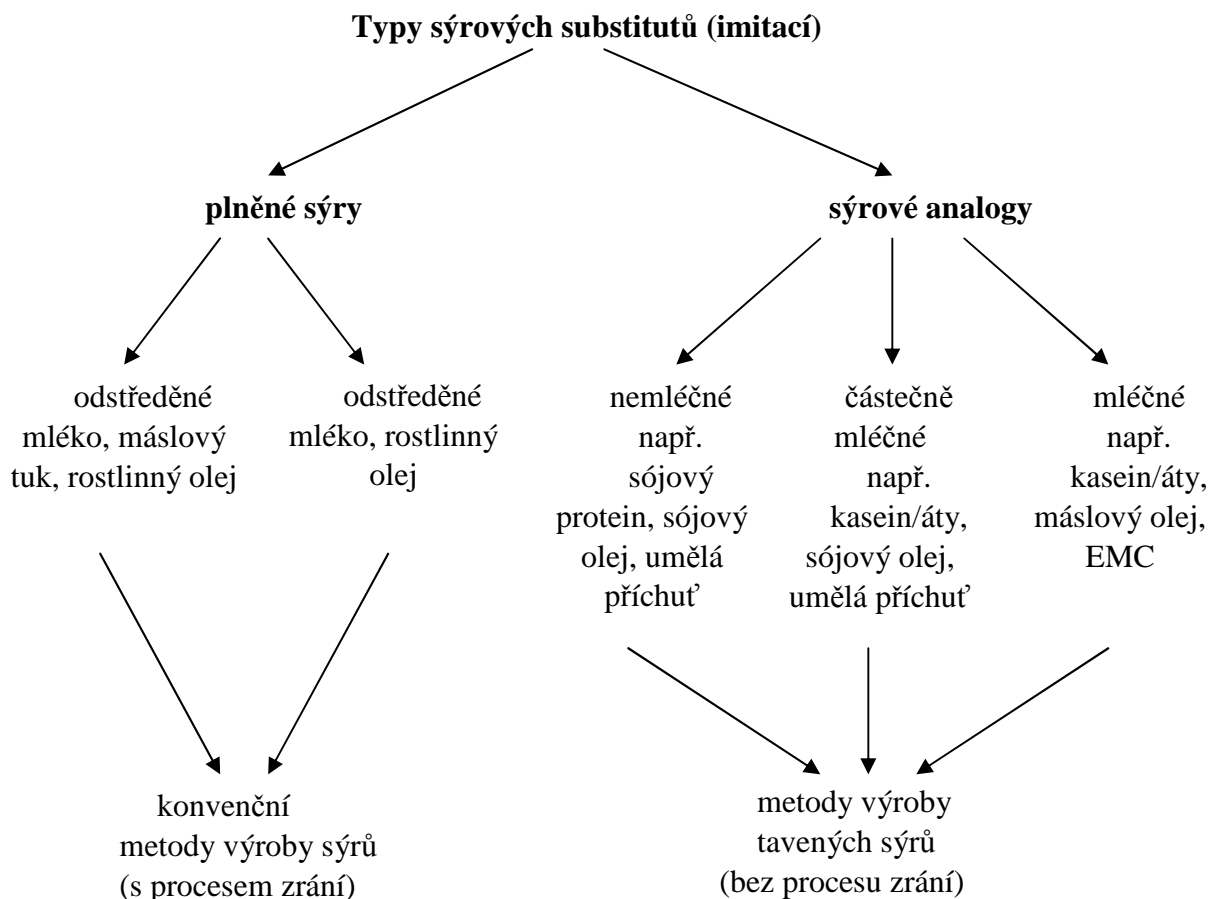 Typy sýrových substitutů (imitací)
plněné sýry
sýrové analogy
odstředěné
mléko, máslový
tuk, rostlinný olej
odstředěné
mléko, rostlinný
olej
nemléčné
např.
sójový
protein, sójový
olej, umělá
příchuť
částečně
mléčné
např.
kasein/áty,
sójový olej,
umělá příchuť
mléčné
např.
kasein/áty,
máslový olej,
EMC
konvenční
metody výroby sýrů
(s procesem zrání)
metody výroby
tavených sýrů
(bez procesu zrání)